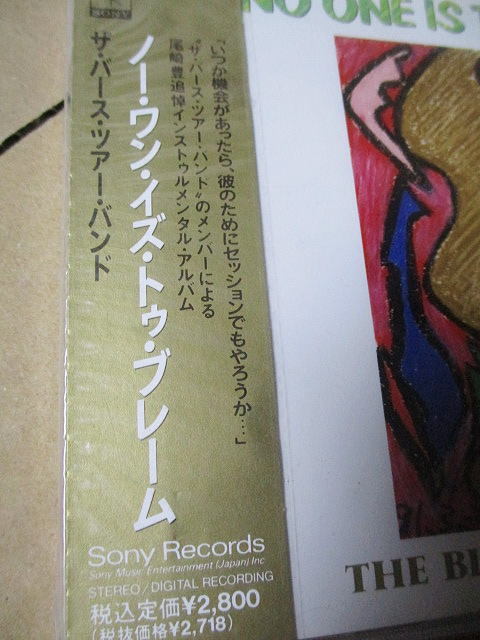 SONY
「いつか機会があったら、彼のためにセッションでもやろうか…」
"ザ・バース・ツアー・バンド"のメンバーによる
尾崎豊追悼インストゥルメンタル・アルバム
ノー・ワン・イズ・トゥ・ブレーム
ザ・バース・ツアー・バンド
Sony Records
Sony Music Entertainment (Japan) Inc
STEREO/DIGITAL RECORDING
税込定価¥2,800
(税抜価格¥2,718)
NO ONE IS
THE